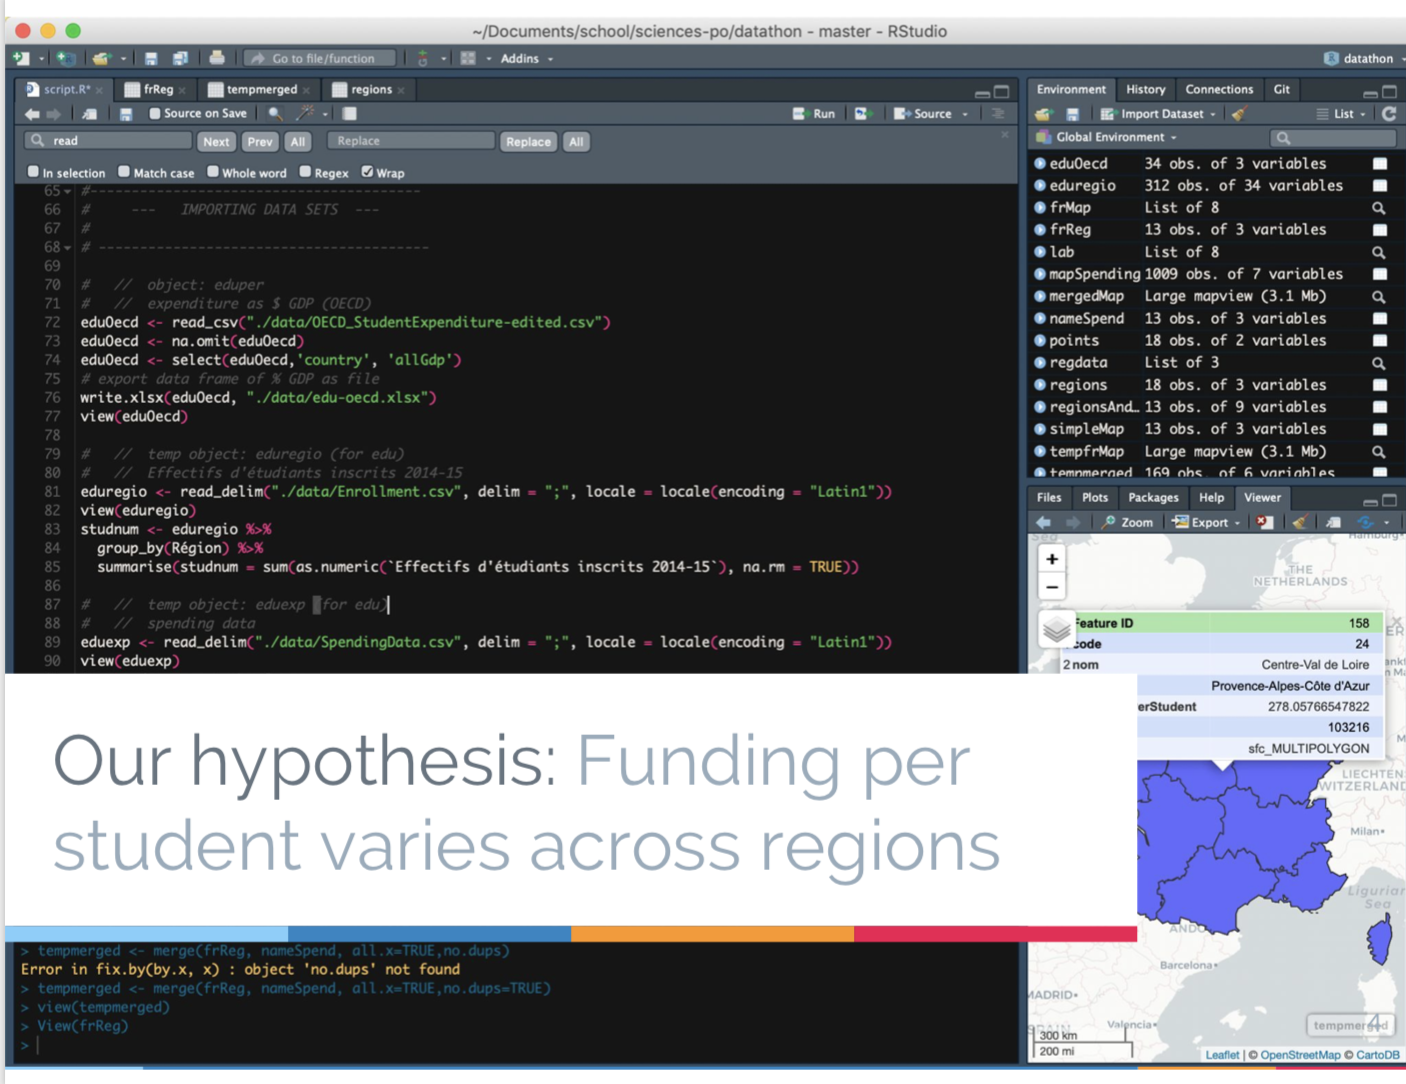 ~/Documents/school/sciences-po/datathon - master - RStudio
Go to file/function
Addins
datathon
script.R*
frReg
tempmerged
regions
Source on Save
Run
Source
read
Next
Prev
All
Replace
Replace
All
In selection
Match case
Whole word
Regex
Wrap
65 #---------------------------------------
66 #     ---   IMPORTING DATA SETS  ---
67 #
68 # ---------------------------------------
69
70 #   //  object: eduper
71 #   // expenditure as $ GDP (OECD)
72 eduOecd <- read_csv("./data/OECD_StudentExpenditure-edited.csv")
73 eduOecd <- na.omit(eduOecd)
74 eduOecd <- select(eduOecd,'country', 'allGdp')
75 # export data frame of % GDP as file
76 write.xlsx(eduOecd, "./data/edu-oecd.xlsx")
77 view(eduOecd)
78
79 #   //  temp object: eduregio (for edu)
80 #   // Effectifs d'étudiants inscrits 2014-15
81 eduregio <- read_delim("./data/Enrollment.csv", delim = ";", locale = locale(encoding = "Latin1"))
82 view(eduregio)
83 studnum <- eduregio %>%
84   group_by(Région) %>%
85   summarise(studnum = sum(as.numeric(`Effectifs d'étudiants inscrits 2014-15`), na.rm = TRUE))
86
87 #   //  temp object: eduexp (for edu)
88 #   // spending data
89 eduexp <- read_delim("./data/SpendingData.csv", delim = ";", locale = locale(encoding = "Latin1"))
90 view(eduexp)
Our hypothesis: Funding per
student varies across regions
> tempmerged <- merge(frReg, nameSpend, all.x=TRUE,no.dups)
Error in fix.by(by.x, x) : object 'no.dups' not found
> tempmerged <- merge(frReg, nameSpend, all.x=TRUE,no.dups=TRUE)
> view(tempmerged)
> View(frReg)
>
Environment
History
Connections
Git
Import Dataset
List
Global Environment
eduOecd 34 obs. of 3 variables
eduregio 312 obs. of 34 variables
frMap List of 8
frReg 13 obs. of 3 variables
lab List of 8
mapSpending 1009 obs. of 7 variables
mergedMap Large mapview (3.1 Mb)
nameSpend 13 obs. of 3 variables
points 18 obs. of 2 variables
regdata List of 3
regions 18 obs. of 3 variables
regionsAnd… 13 obs. of 9 variables
simpleMap 13 obs. of 3 variables
tempfrMap Large mapview (3.1 Mb)
tempmerged 169 obs. of 6 variables
Files
Plots
Packages
Help
Viewer
Zoom
Export
Sea
Hamburg
THE
NETHERLANDS
+
−
Feature ID 158
code 24
2 nom Centre-Val de Loire
Provence-Alpes-Côte d'Azur
erStudent 278.05766547822
103216
sfc_MULTIPOLYGON
LIECHTEN
WITZERLAND
Milan
Ligurian
Sea
ANDO
Barcelona
MADRID
SPAIN
Valencia
300 km
200 mi
tempmerged
4
Leaflet | © OpenStreetMap © CartoDB